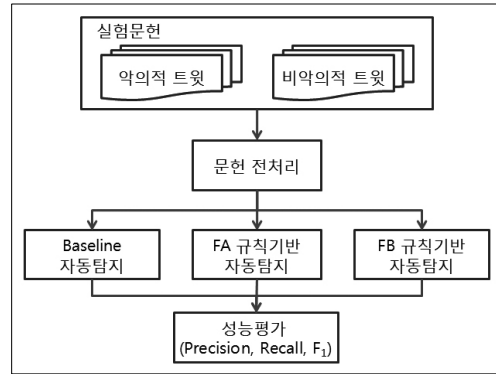 실험문헌
악의적 트윗
비악의적 트윗
문헌 전처리
Baseline
자동탐지
FA 규칙기반
자동탐지
FB 규칙기반
자동탐지
성능평가
(Precision, Recall, F₁)